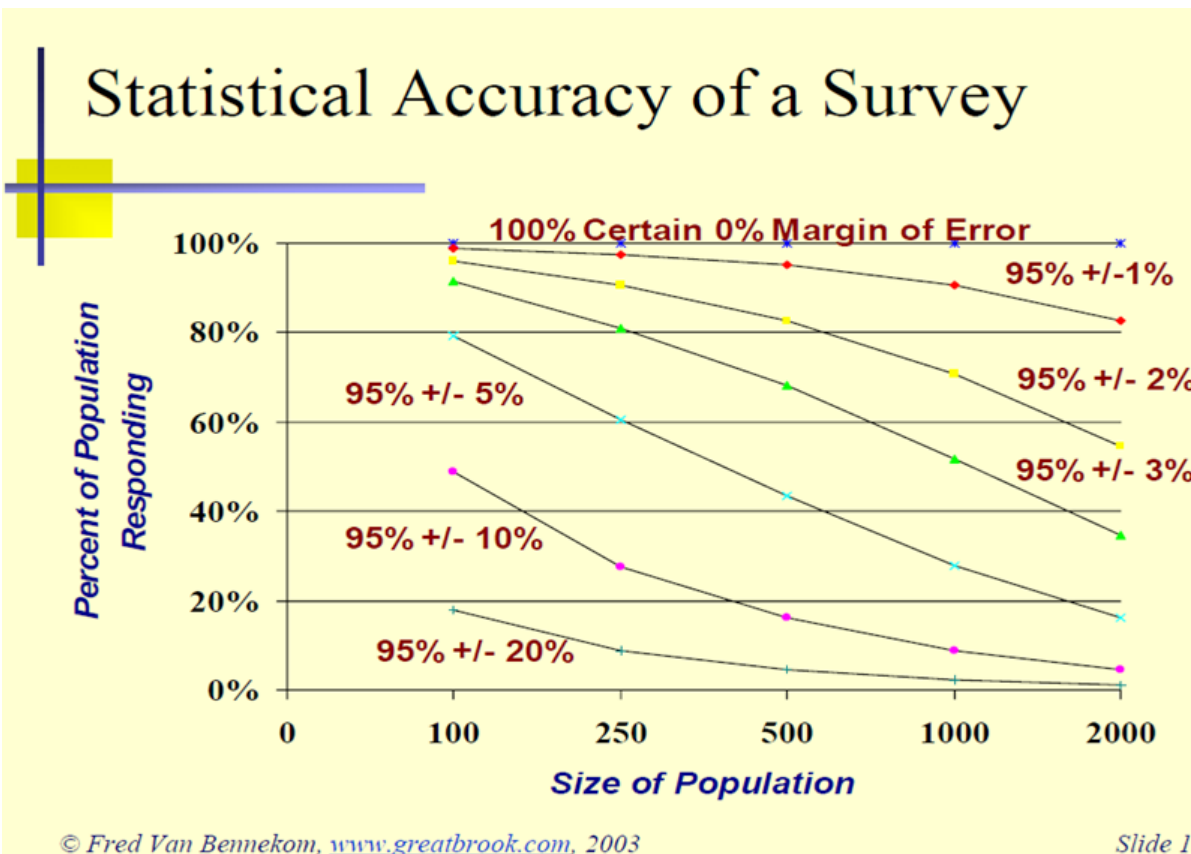 Statistical Accuracy of a Survey
100% Certain 0% Margin of Error
100%
95% +/-1%
80%
95% +/- 2%
95% +/- 5%
60%
95% +/- 3%
40%
95% +/- 10%
20%
95% +/- 20%
0%
Percent of Population
Responding
0 100 250 500 1000 2000
Size of Population
© Fred Van Bennekom, www.greatbrook.com, 2003 Slide 1